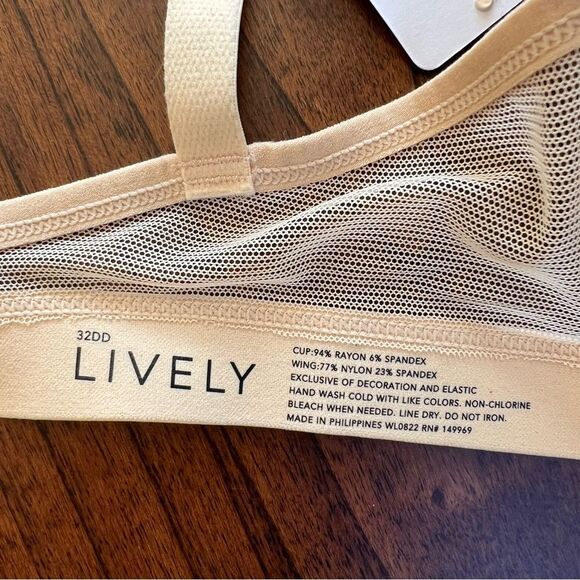 32DD
LIVELY
CUP:94% RAYON 6% SPANDEX
WING:77% NYLON 23% SPANDEX
EXCLUSIVE OF DECORATION AND ELASTIC
HAND WASH COLD WITH LIKE COLORS. NON-CHLORINE
BLEACH WHEN NEEDED. LINE DRY. DO NOT IRON.
MADE IN PHILIPPINES WL0822 RN# 149969